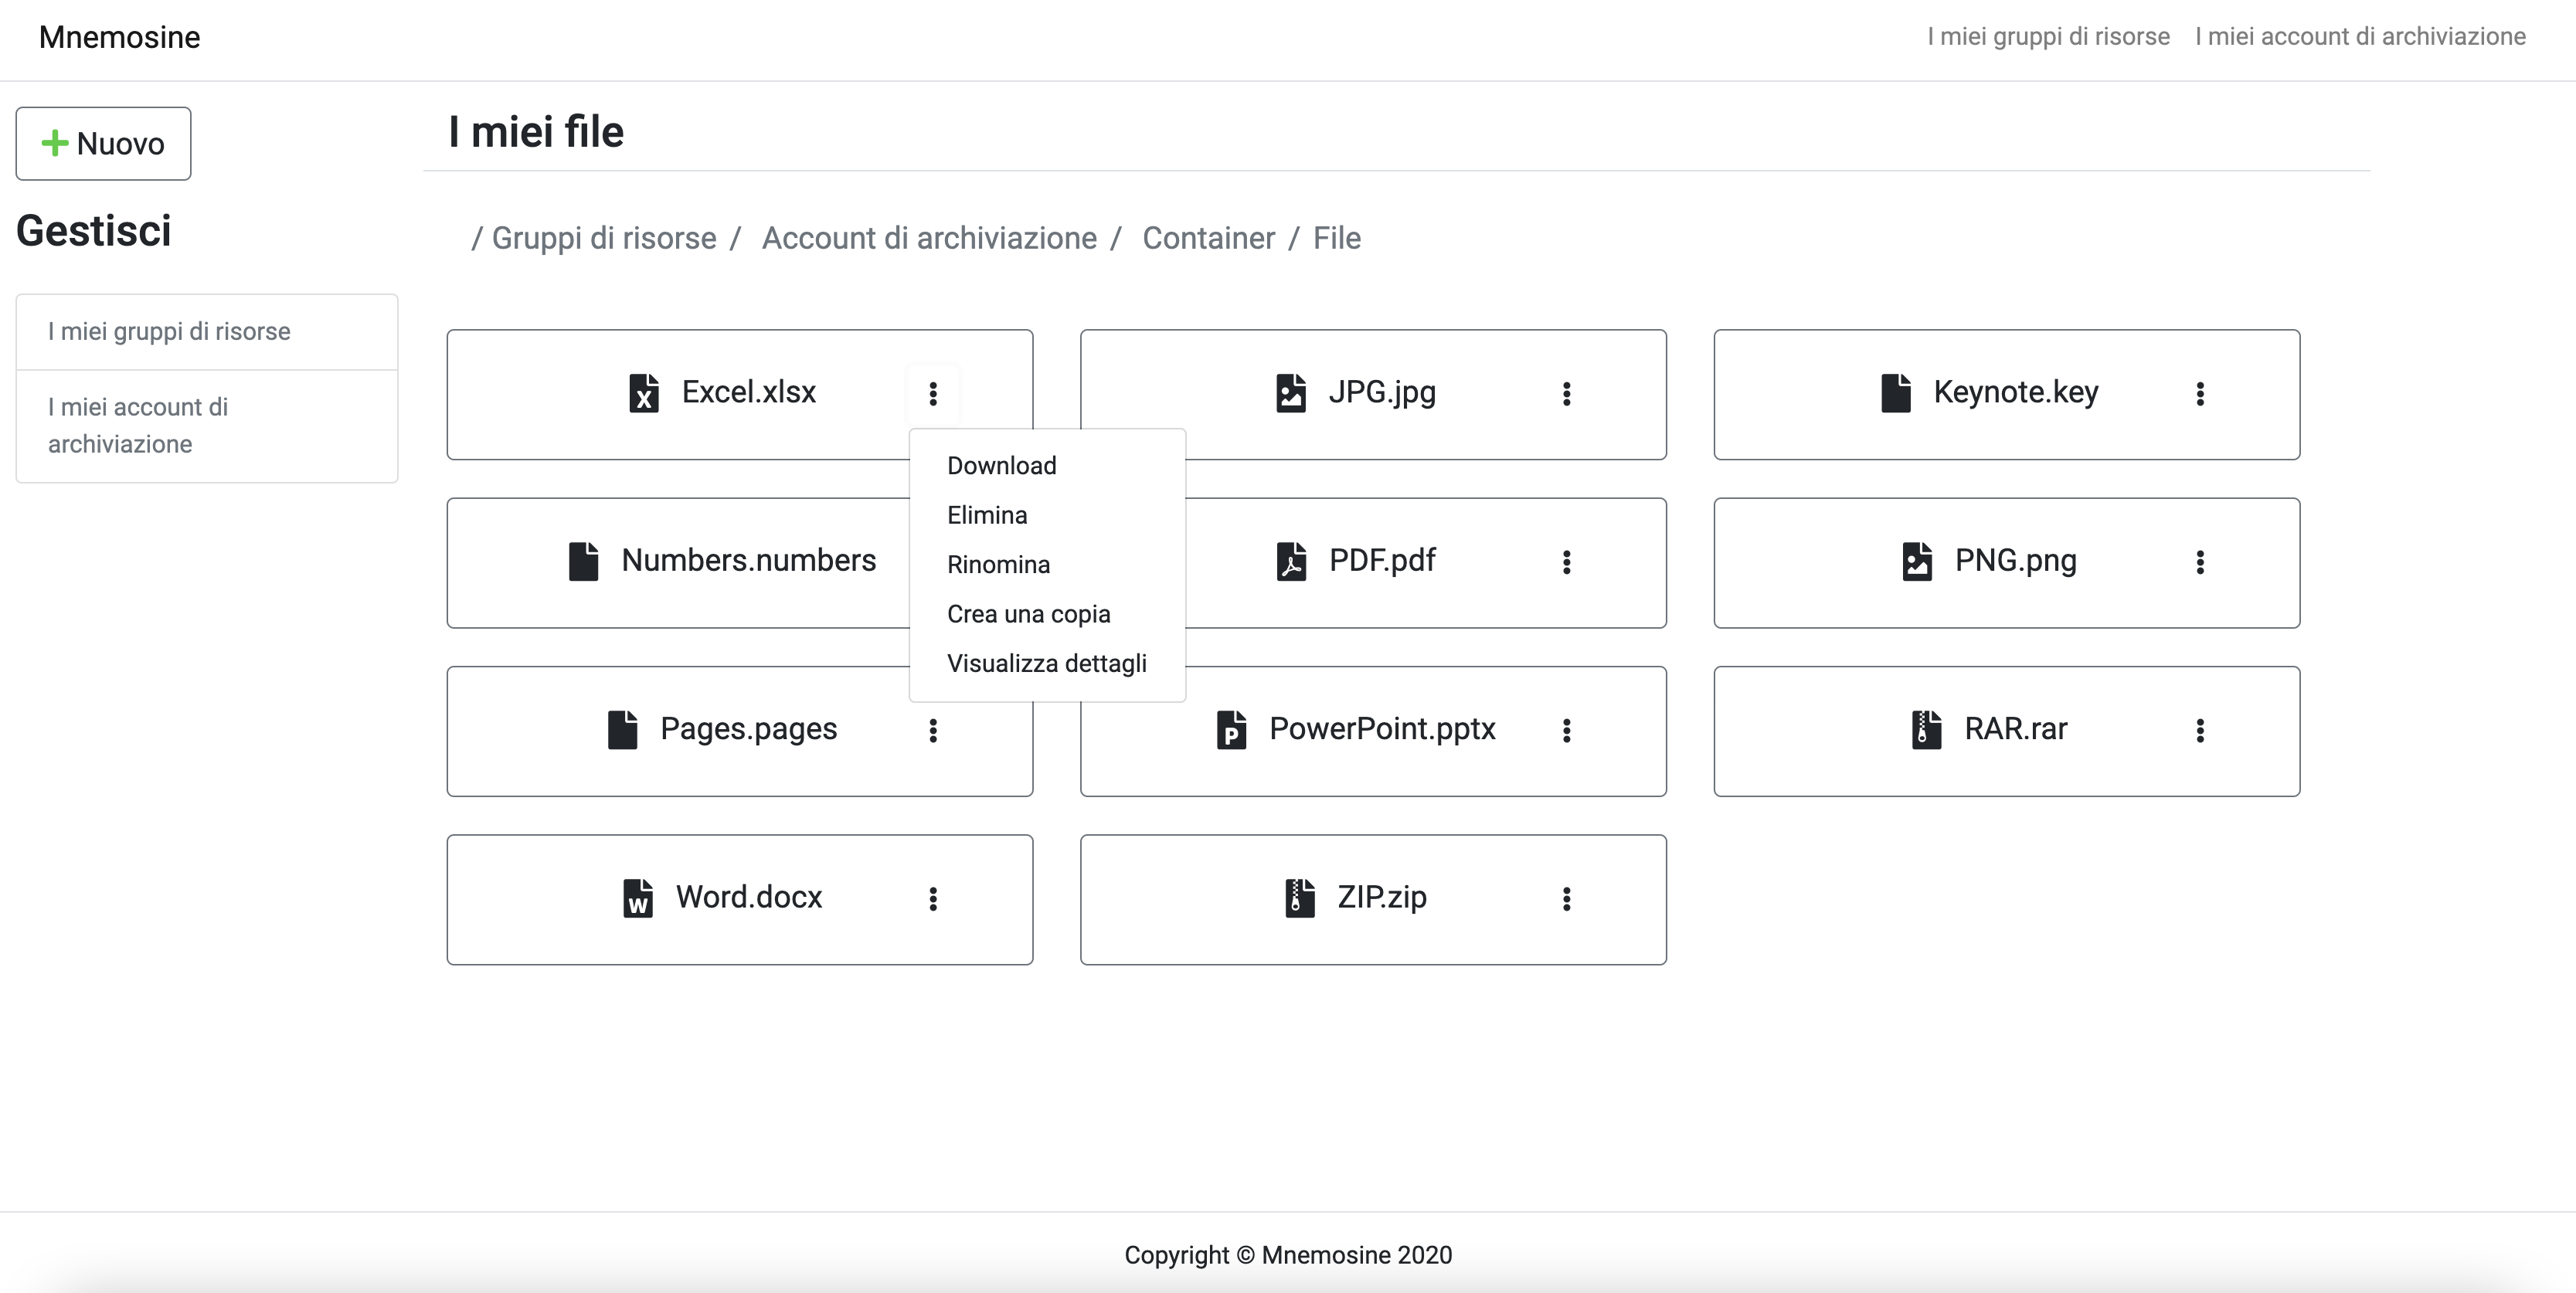 Mnemosine
I miei gruppi di risorse I miei account di archiviazione
Nuovo
Gestisci
I miei gruppi di risorse
I miei account di
archiviazione
I miei file
/ Gruppi di risorse / Account di archiviazione / Container / File
Excel.xlsx
JPG.jpg
Keynote.key
Download
Elimina
Rinomina
Crea una copia
Visualizza dettagli
Numbers.numbers
PDF.pdf
PNG.png
Pages.pages
PowerPoint.pptx
RAR.rar
Word.docx
ZIP.zip
Copyright © Mnemosine 2020